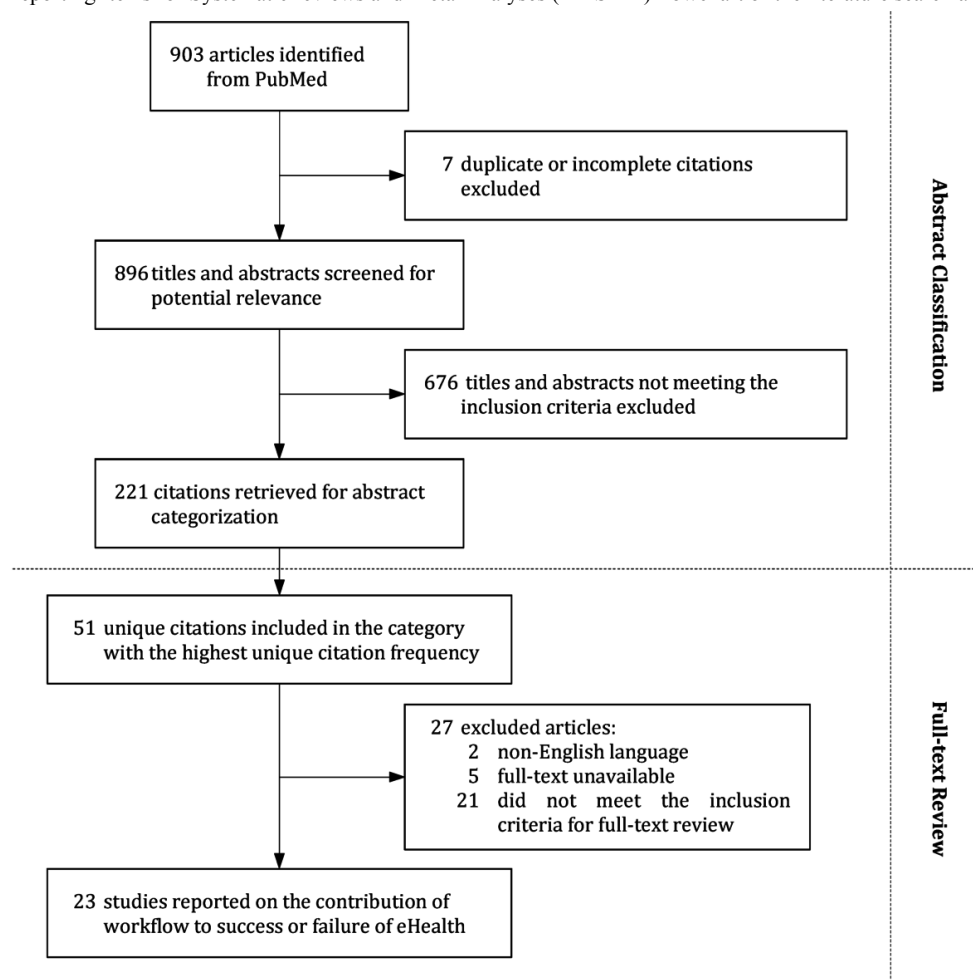 903 articles identified
from PubMed
7 duplicate or incomplete citations
excluded
896 titles and abstracts screened for
potential relevance
676 titles and abstracts not meeting the
inclusion criteria excluded
221 citations retrieved for abstract
categorization
Abstract Classification
51 unique citations included in the category
with the highest unique citation frequency
27 excluded articles:
2 non-English language
5 full-text unavailable
21 did not meet the inclusion
criteria for full-text review
23 studies reported on the contribution of
workflow to success or failure of eHealth
Full-text Review